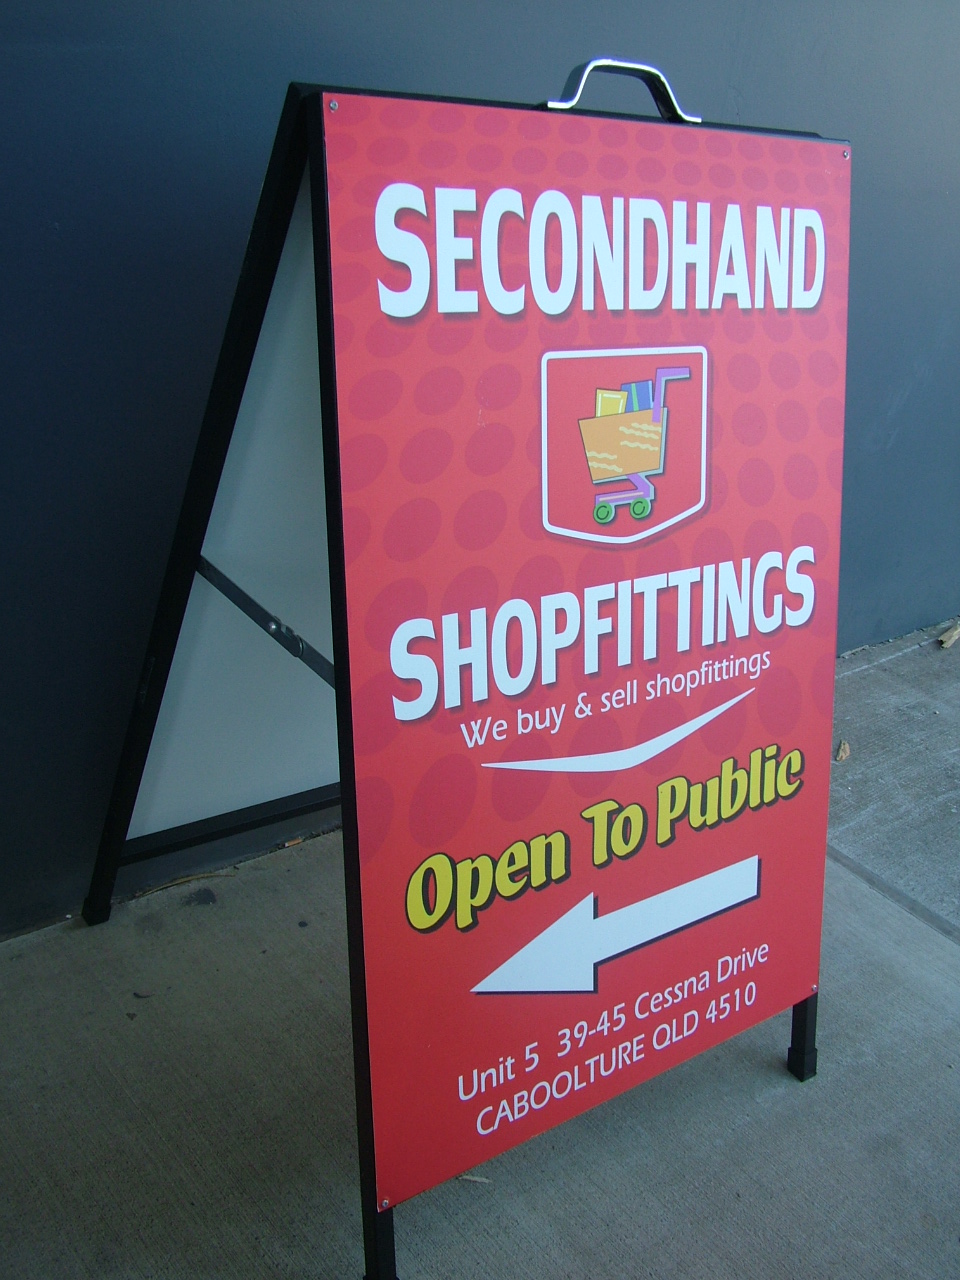 SECONDHAND
SHOPFITTINGS
We buy & sell shopfittings
Open To Public
Unit 5 39-45 Cessna Drive
CABOOLTURE QLD 4510